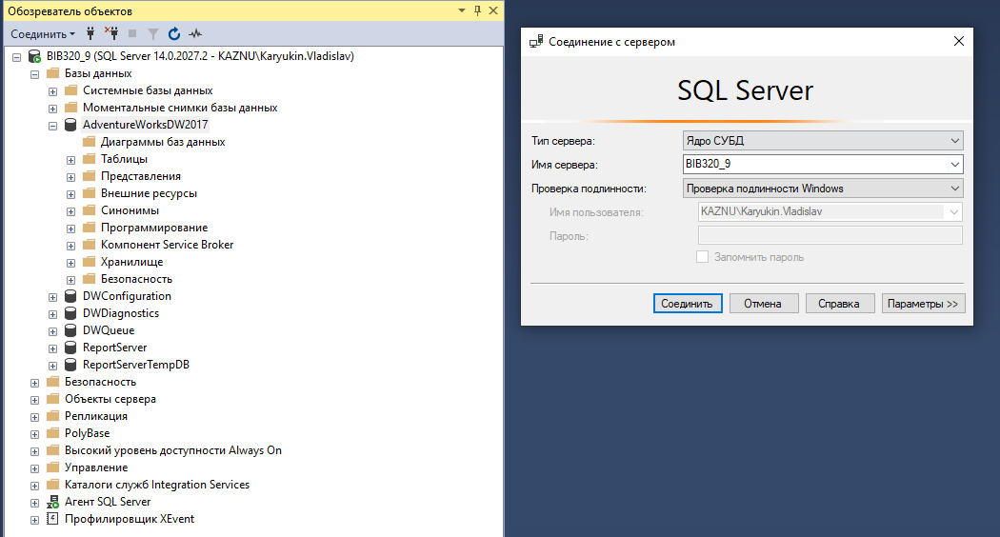 Обозреватель объектов
Соединить
BIB320_9 (SQL Server 14.0.2027.2 - KAZNU\Karyukin.Vladislav)
Базы данных
Системные базы данных
Моментальные снимки базы данных
AdventureWorksDW2017
Диаграммы баз данных
Таблицы
Представления
Внешние ресурсы
Синонимы
Программирование
Компонент Service Broker
Хранилище
Безопасность
DWConfiguration
DWDiagnostics
DWQueue
ReportServer
ReportServerTempDB
Безопасность
Объекты сервера
Репликация
PolyBase
Высокий уровень доступности Always On
Управление
Каталоги служб Integration Services
Агент SQL Server
Профилировщик XEvent
Соединение с сервером
SQL Server
Тип сервера: Ядро СУБД
Имя сервера: BIB320_9
Проверка подлинности: Проверка подлинности Windows
Имя пользователя: KAZNU\Karyukin.Vladislav
Пароль:
Запомнить пароль
Соединить Отмена Справка Параметры >>